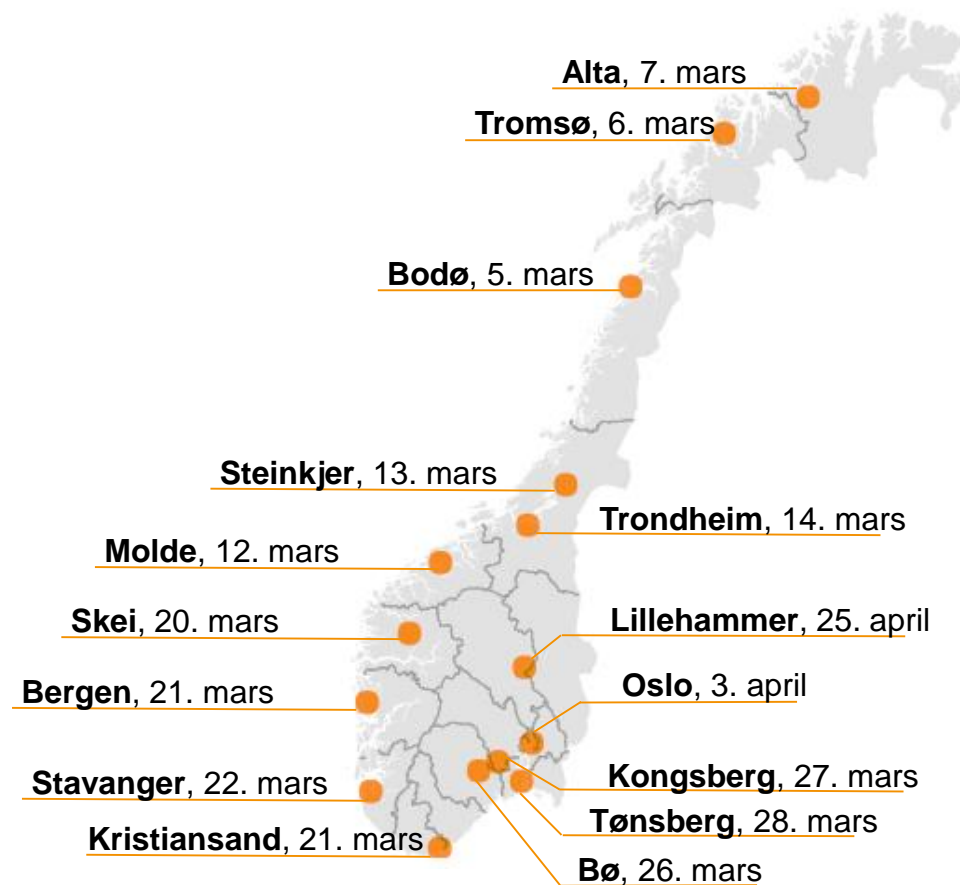 Alta, 7. mars
Tromsø, 6. mars
Bodø, 5. mars
Steinkjer, 13. mars
Trondheim, 14. mars
Molde, 12. mars
Skei, 20. mars
Lillehammer, 25. april
Bergen, 21. mars
Oslo, 3. april
Stavanger, 22. mars
Kongsberg, 27. mars
Tønsberg, 28. mars
Kristiansand, 21. mars
Bø, 26. mars